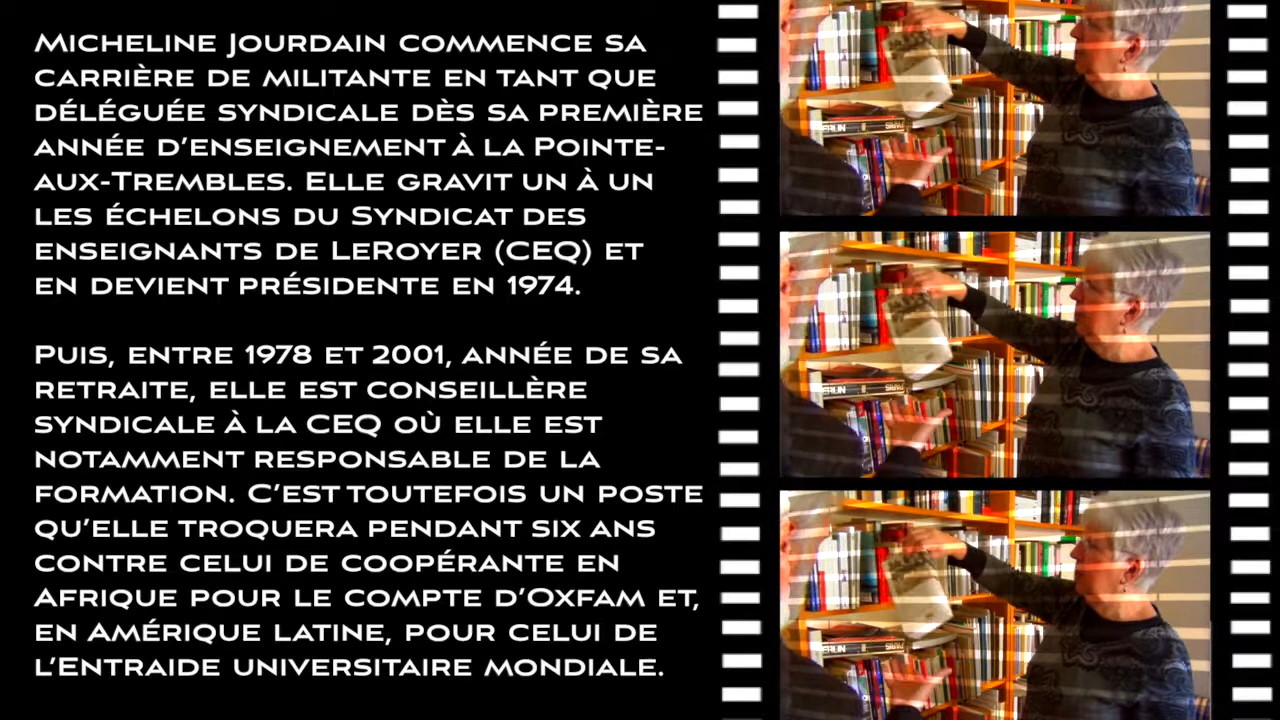 Micheline Jourdain commence sa
carrière de militante en tant que
déléguée syndicale dès sa première
année d'enseignement à la Pointe-
aux-Trembles. Elle gravit un à un
les échelons du Syndicat des
enseignants de LeRoyer (CEQ) et
en devient présidente en 1974.
Puis, entre 1978 et 2001, année de sa
retraite, elle est conseillère
syndicale à la CEQ où elle est
notamment responsable de la
formation. C'est toutefois un poste
qu'elle troquera pendant six ans
contre celui de coopérante en
Afrique pour le compte d'Oxfam et,
en Amérique latine, pour celui de
l'Entraide universitaire mondiale.
PARIS
PARIS
PARIS